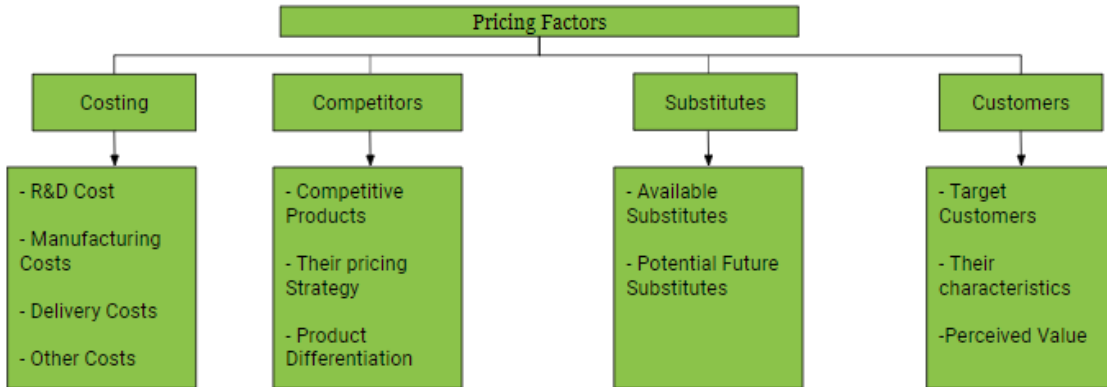 Pricing Factors
Costing
Competitors
Substitutes
Customers
- R&D Cost
- Manufacturing
Costs
- Delivery Costs
- Other Costs
- Competitive
Products
- Their pricing
Strategy
- Product
Differentiation
- Available
Substitutes
- Potential Future
Substitutes
- Target
Customers
- Their
characteristics
-Perceived Value